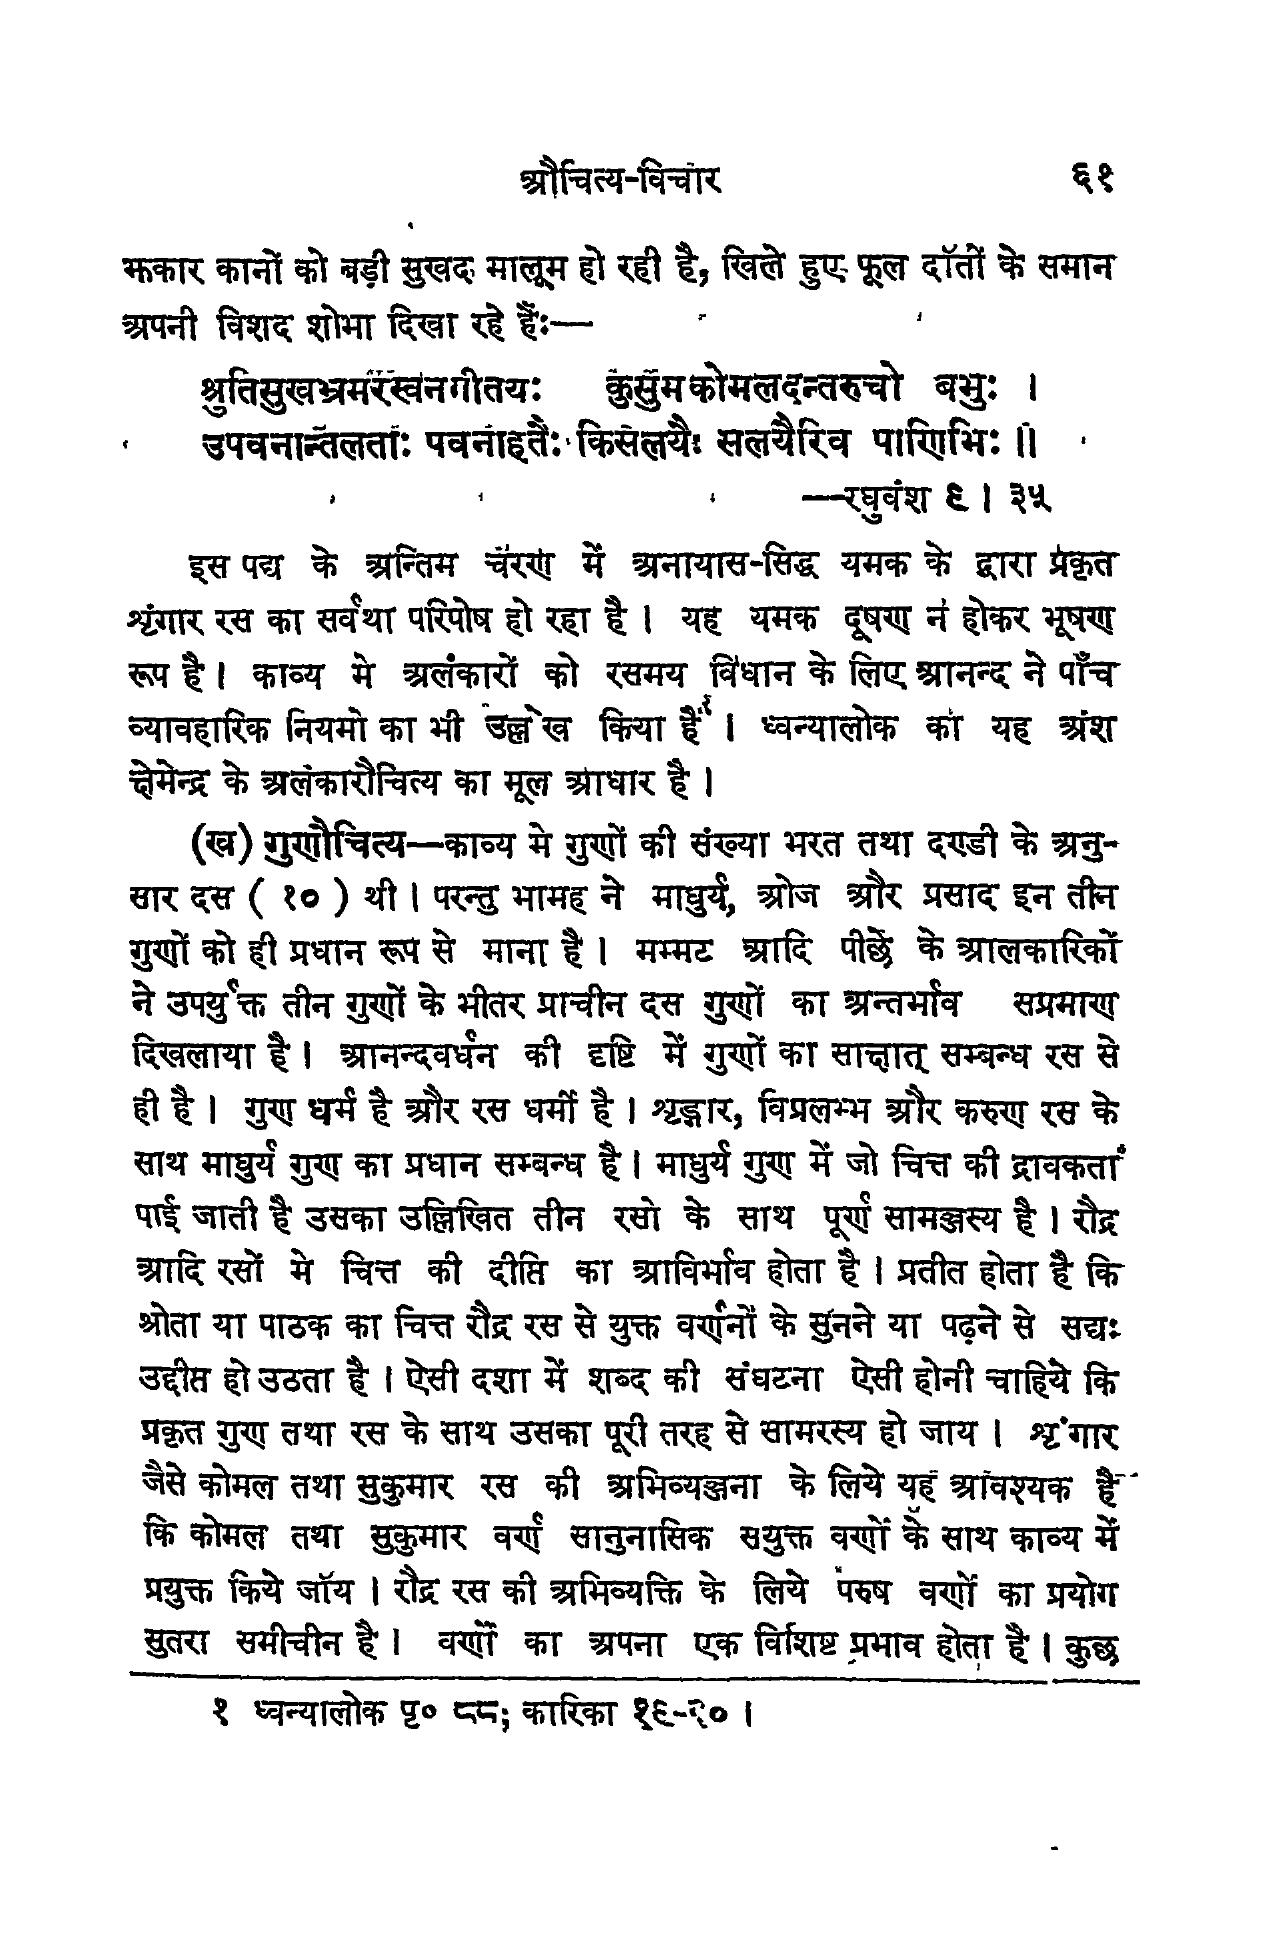 औचित्य-विचार ६१
झकार कानों को बड़ी सुखद मालूम हो रही है, खिले हुए फूल दॉतों के समान
अपनी विशद शोभा दिखा रहे हैंः—
श्रुतिसुखभ्रमरस्वनगीतयः कुसुमकोमलदन्तरुचो बभुः ।
उपवनान्तलताः पवनाहतैः किसलयैः सलयैरिव पाणिभिः ॥
—रघुवंश ९ । ३५
इस पद्य के अन्तिम चरण में अनायास-सिद्ध यमक के द्वारा प्रकृत
शृंगार रस का सर्वथा परिपोष हो रहा है । यह यमक दूषण न होकर भूषण
रूप है । काव्य मे अलंकारों को रसमय विधान के लिए आनन्द ने पाँच
व्यावहारिक नियमो का भी उल्लेख किया है१ । ध्वन्यालोक का यह अंश
क्षेमेन्द्र के अलंकारौचित्य का मूल आधार है ।
(ख) गुणौचित्य—काव्य मे गुणों की संख्या भरत तथा दण्डी के अनु-
सार दस ( १० ) थी । परन्तु भामह ने माधुर्य, ओज और प्रसाद इन तीन
गुणों को ही प्रधान रूप से माना है । मम्मट आदि पीछे के आलकारिकों
ने उपर्युक्त तीन गुणों के भीतर प्राचीन दस गुणों का अन्तर्भाव सप्रमाण
दिखलाया है । आनन्दवर्धन की दृष्टि में गुणों का साक्षात् सम्बन्ध रस से
ही है । गुण धर्म है और रस धर्मी है । शृङ्गार, विप्रलम्भ और करुण रस के
साथ माधुर्य गुण का प्रधान सम्बन्ध है । माधुर्य गुण में जो चित्त की द्रावकता
पाई जाती है उसका उल्लिखित तीन रसो के साथ पूर्ण सामञ्जस्य है । रौद्र
आदि रसों मे चित्त की दीप्ति का आविर्भाव होता है । प्रतीत होता है कि
श्रोता या पाठक का चित्त रौद्र रस से युक्त वर्णनों के सुनने या पढ़ने से सद्यः
उद्दीप्त हो उठता है । ऐसी दशा में शब्द की संघटना ऐसी होनी चाहिये कि
प्रकृत गुण तथा रस के साथ उसका पूरी तरह से सामरस्य हो जाय । शृंगार
जैसे कोमल तथा सुकुमार रस की अभिव्यञ्जना के लिये यह आवश्यक है
कि कोमल तथा सुकुमार वर्ण सानुनासिक सयुक्त वर्णों के साथ काव्य में
प्रयुक्त किये जॉय । रौद्र रस की अभिव्यक्ति के लिये परुष वर्णों का प्रयोग
सुतरा समीचीन है । वर्णों का अपना एक विशिष्ट प्रभाव होता है । कुछ
१ ध्वन्यालोक पृ० ८८; कारिका १९-२० ।